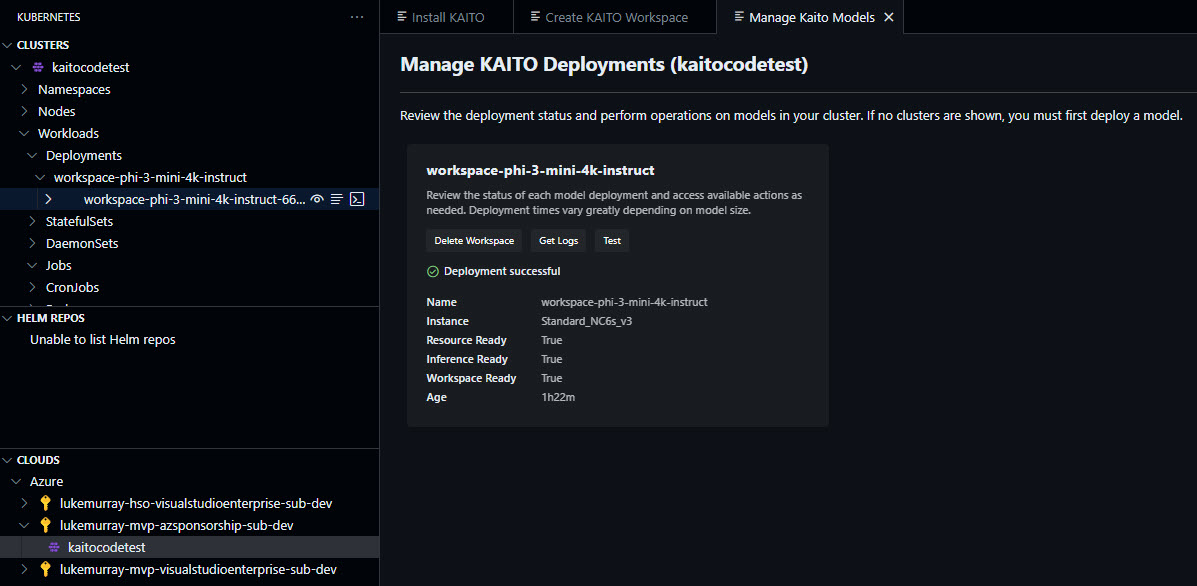 KUBERNETES
CLUSTERS
kaitocodetest
Namespaces
Nodes
Workloads
Deployments
workspace-phi-3-mini-4k-instruct
workspace-phi-3-mini-4k-instruct-66...
StatefulSets
DaemonSets
Jobs
CronJobs
HELM REPOS
Unable to list Helm repos
CLOUDS
Azure
lukemurray-hso-visualstudioenterprise-sub-dev
lukemurray-mvp-azsponsorship-sub-dev
kaitocodetest
lukemurray-mvp-visualstudioenterprise-sub-dev
Install KAITO Create KAITO Workspace Manage Kaito Models
Manage KAITO Deployments (kaitocodetest)
Review the deployment status and perform operations on models in your cluster. If no clusters are shown, you must first deploy a model.
workspace-phi-3-mini-4k-instruct
Review the status of each model deployment and access available actions as
needed. Deployment times vary greatly depending on model size.
Delete Workspace Get Logs Test
Deployment successful
Name workspace-phi-3-mini-4k-instruct
Instance Standard_NC6s_v3
Resource Ready True
Inference Ready True
Workspace Ready True
Age 1h22m